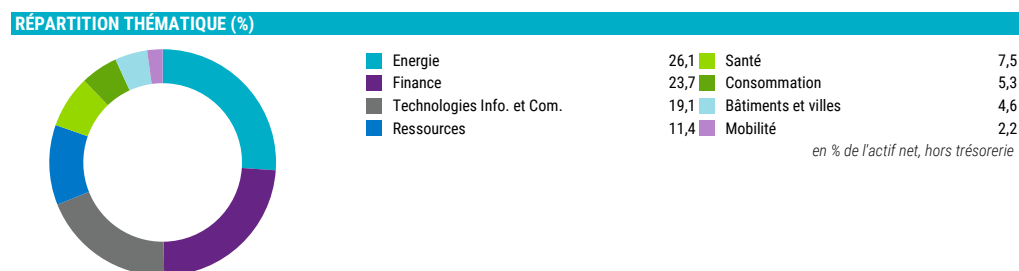 RÉPARTITION THÉMATIQUE (%)
Energie 26,1 Santé 7,5
Finance 23,7 Consommation 5,3
Technologies Info. et Com. 19,1 Bâtiments et villes 4,6
Ressources 11,4 Mobilité 2,2
en % de l'actif net, hors trésorerie